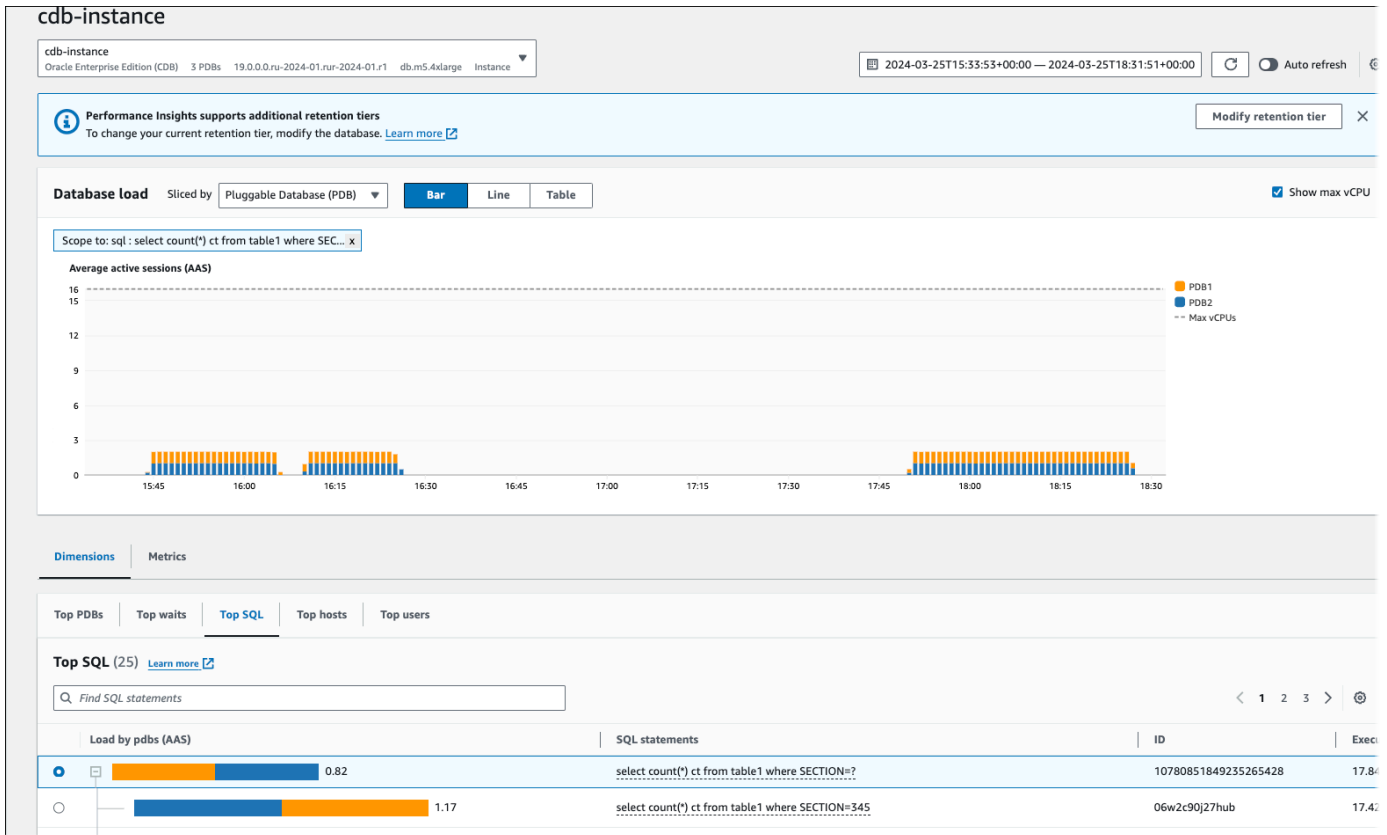 cdb-instance
cdb-instance
Oracle Enterprise Edition (CDB) 3 PDBs 19.0.0.0.ru-2024-01.rur-2024-01.r1 db.m5.4xlarge Instance
2024-03-25T15:33:53+00:00 — 2024-03-25T18:31:51+00:00
Auto refresh
Performance Insights supports additional retention tiers
To change your current retention tier, modify the database. Learn more
Modify retention tier
Database load Sliced by Pluggable Database (PDB) Bar Line Table
Show max vCPU
Scope to: sql : select count(*) ct from table1 where SEC... x
Average active sessions (AAS)
16
15
12
9
6
3
0
15:45 16:00 16:15 16:30 16:45 17:00 17:15 17:30 17:45 18:00 18:15 18:30
PDB1
PDB2
Max vCPUs
Dimensions Metrics
Top PDBs Top waits Top SQL Top hosts Top users
Top SQL (25) Learn more
Find SQL statements
1 2 3
Load by pdbs (AAS) SQL statements ID
0.82 select count(*) ct from table1 where SECTION=? 10780851849235265428 17.84
1.17 select count(*) ct from table1 where SECTION=345 06w2c90j27hub 17.42